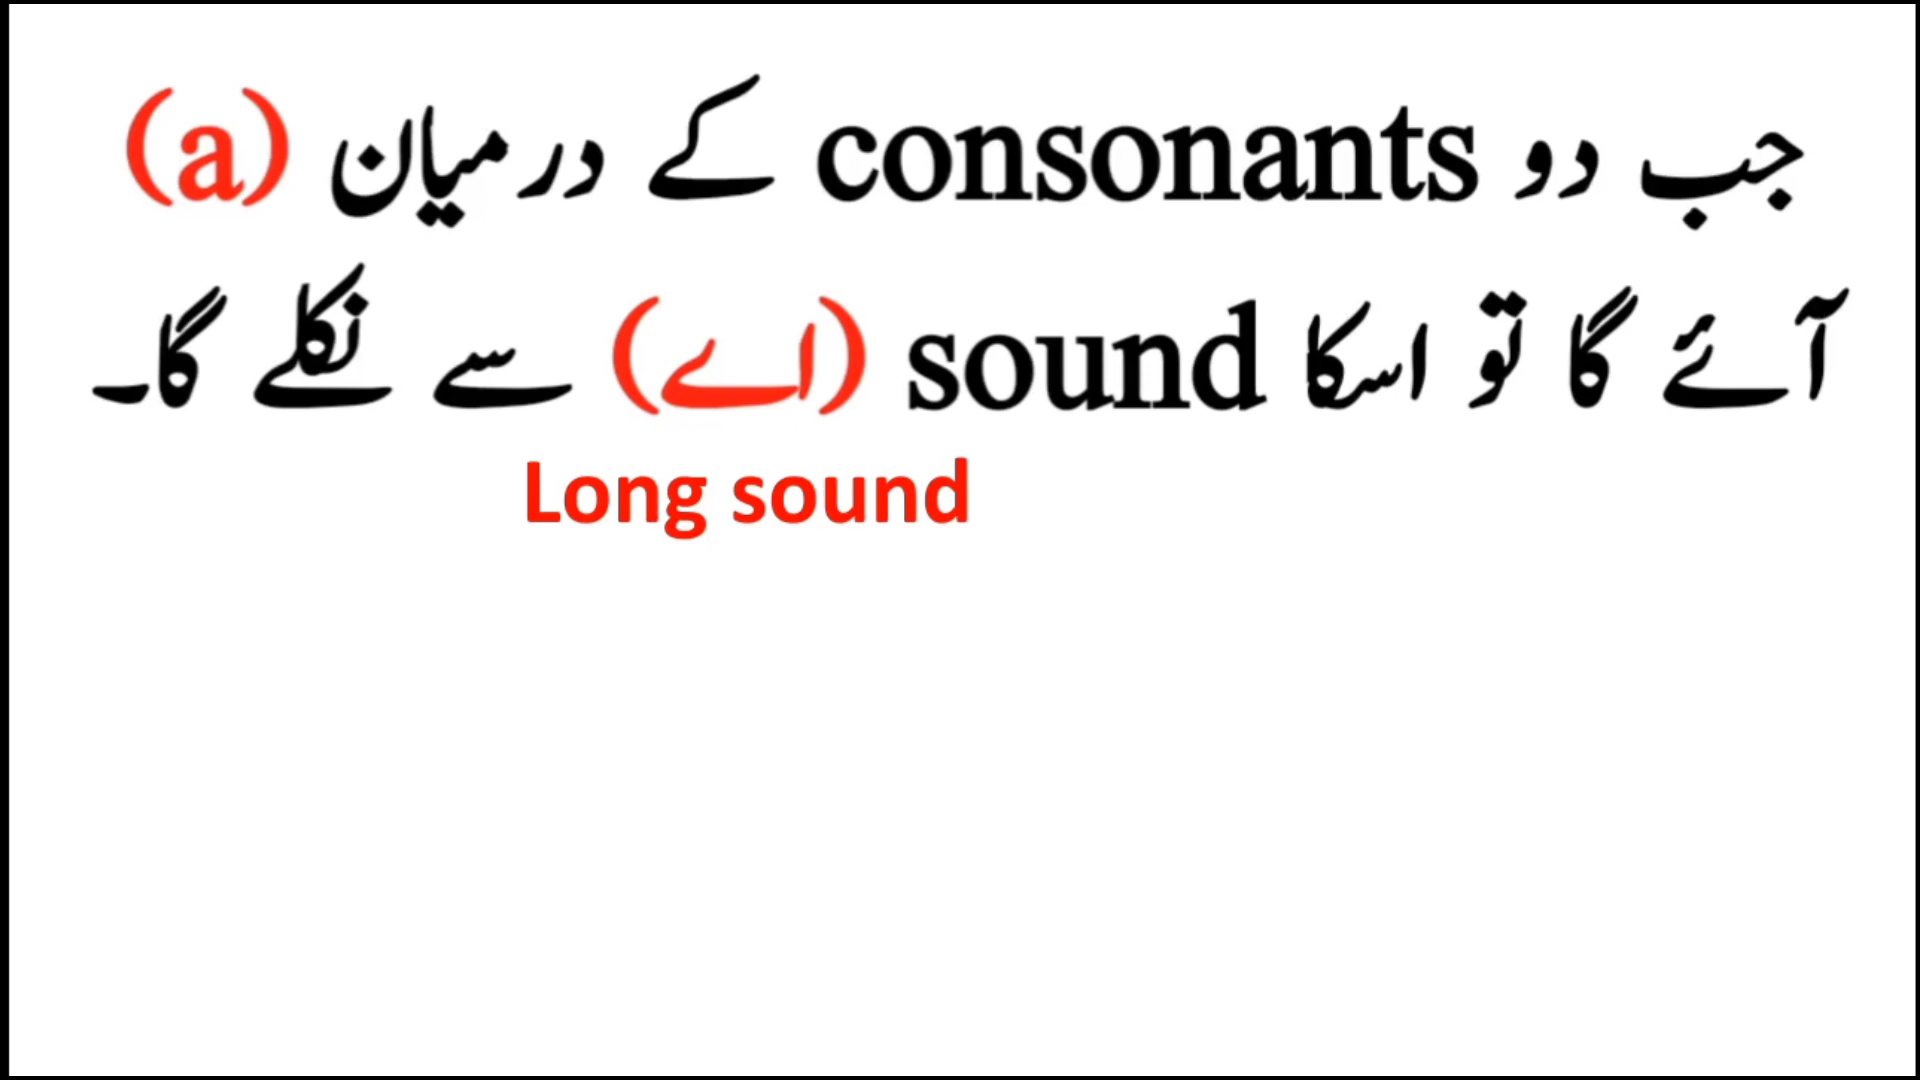 جب دو consonants کے درمیان (a)
آئے گا تو اسکا sound (اے) سے نکلے گا۔
Long sound